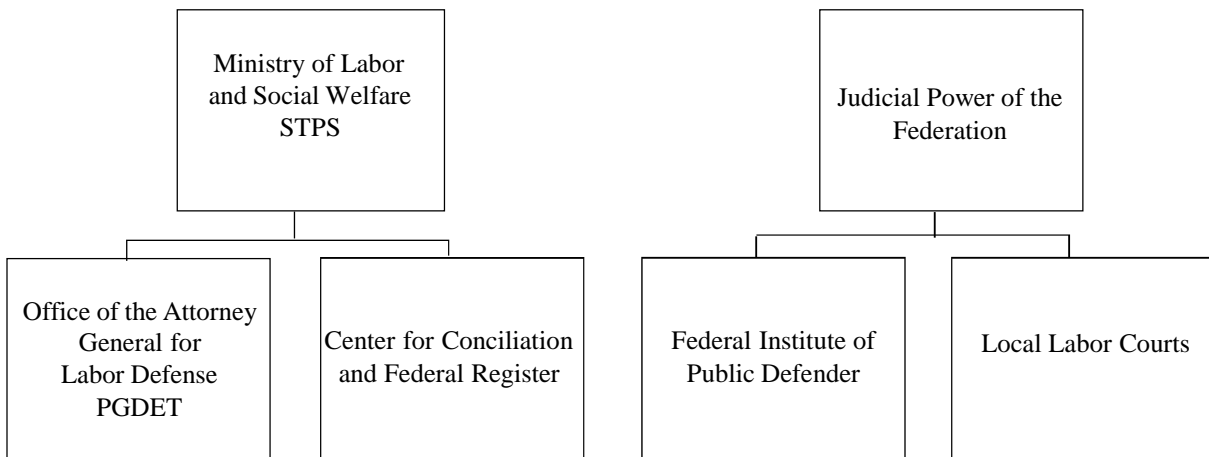 Ministry of Labor
and Social Welfare
STPS
Judicial Power of the
Federation
Office of the Attorney
General for
Labor Defense
PGDET
Center for Conciliation
and Federal Register
Federal Institute of
Public Defender
Local Labor Courts